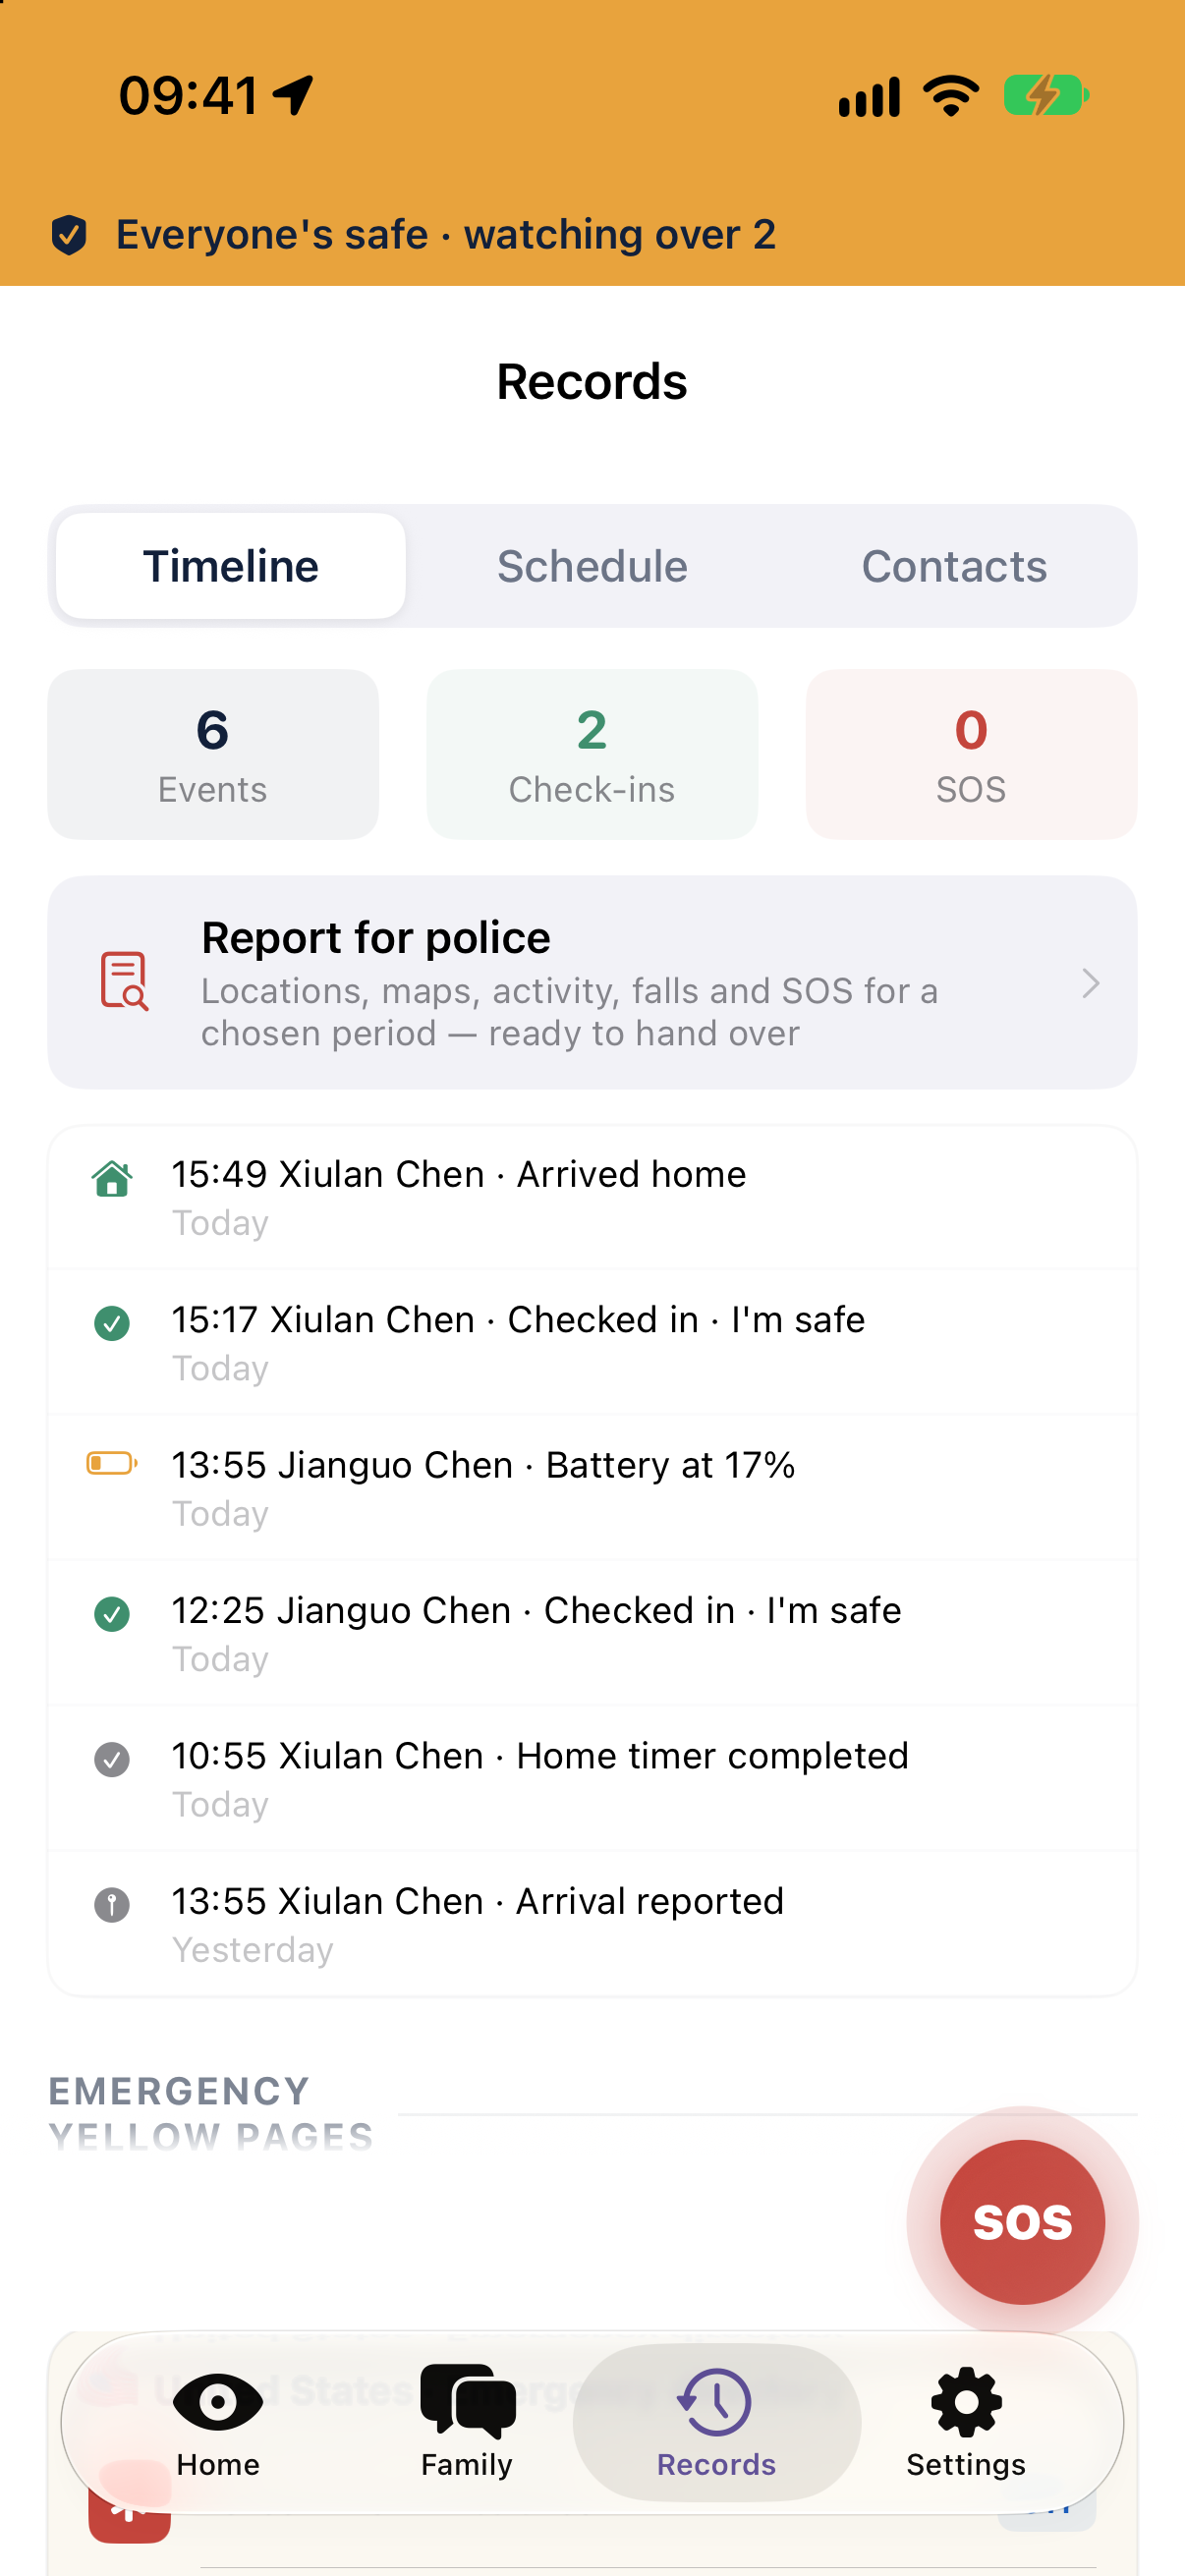 09:41
Everyone's safe · watching over 2
Records
Timeline Schedule Contacts
6 2 0
Events Check-ins SOS
Report for police
Locations, maps, activity, falls and SOS for a
chosen period — ready to hand over
15:49 Xiulan Chen · Arrived home
Today
15:17 Xiulan Chen · Checked in · I'm safe
Today
13:55 Jianguo Chen · Battery at 17%
Today
12:25 Jianguo Chen · Checked in · I'm safe
Today
10:55 Xiulan Chen · Home timer completed
Today
13:55 Xiulan Chen · Arrival reported
Yesterday
EMERGENCY
YELLOW PAGES
SOS
United States
Home Family Records Settings